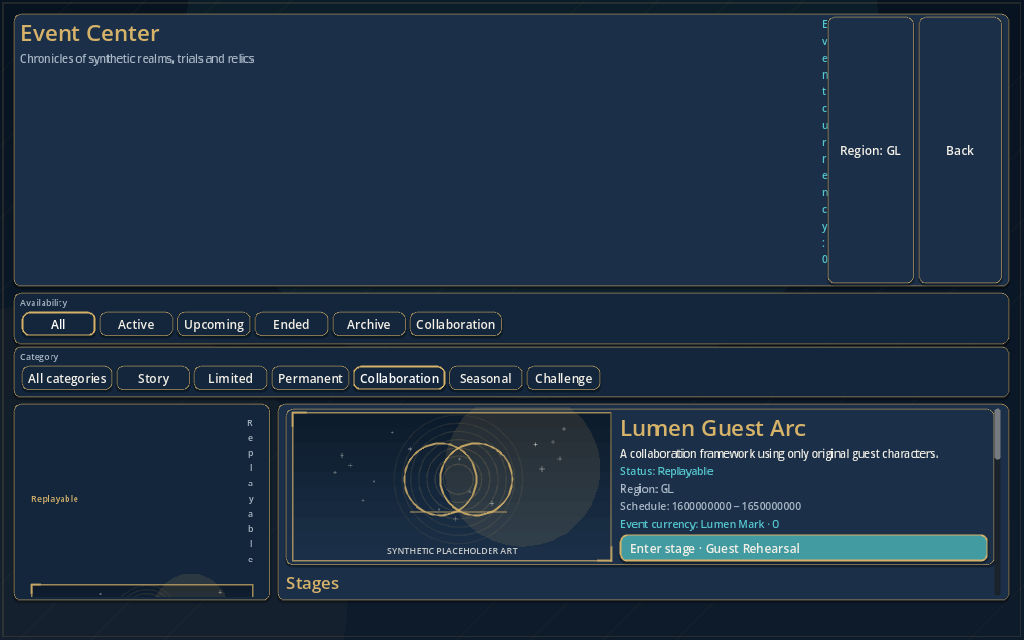 Event Center
Chronicles of synthetic realms, trials and relics
Event currency: 0
Region: GL
Back
Availability
All
Active
Upcoming
Ended
Archive
Collaboration
Category
All categories
Story
Limited
Permanent
Collaboration
Seasonal
Challenge
Replayable
Replayable
SYNTHETIC PLACEHOLDER ART
Lumen Guest Arc
A collaboration framework using only original guest characters.
Status: Replayable
Region: GL
Schedule: 1600000000 – 1650000000
Event currency: Lumen Mark · 0
Enter stage · Guest Rehearsal
Stages